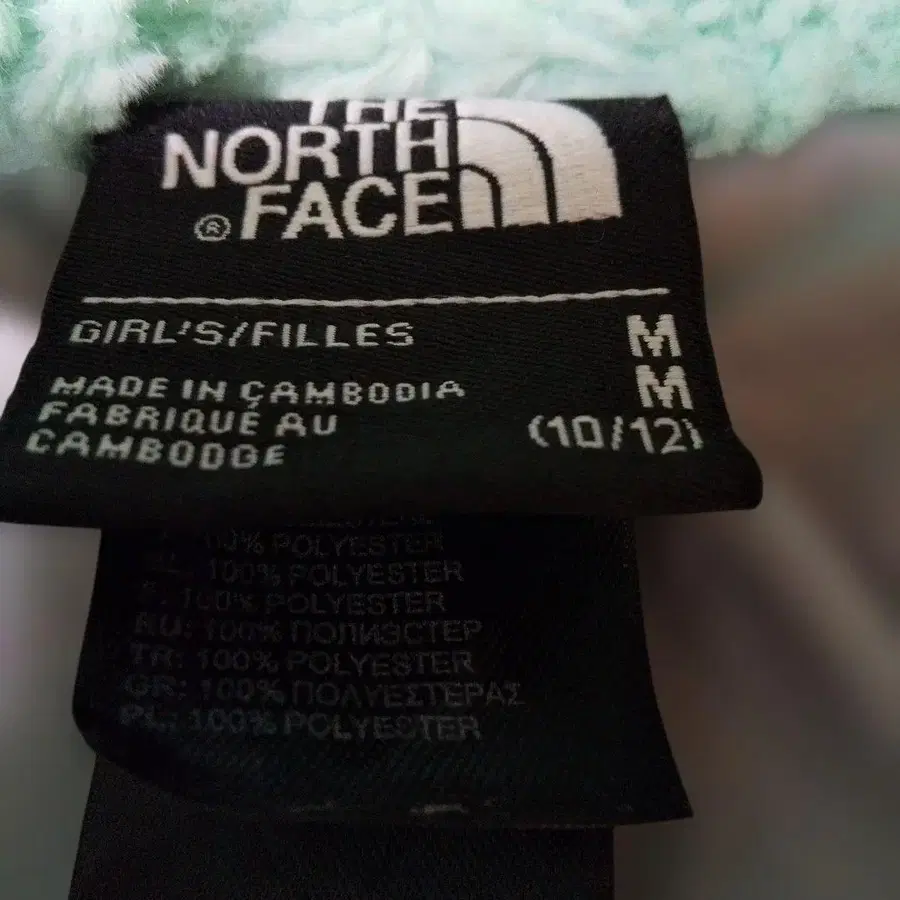 THE
NORTH
FACE
®
GIRL'S/FILLES M
MADE IN CAMBODIA M
FABRIQUÉ AU (10/12)
CAMBODGE
100% POLYESTER
100% POLYESTER
100% POLYESTER
RU: 100% ПОЛИЭСТЕР
TR: 100% POLYESTER
GR: 100% ΠΟΛΥΕΣΤΕΡΑΣ
PL: 100% POLYESTER